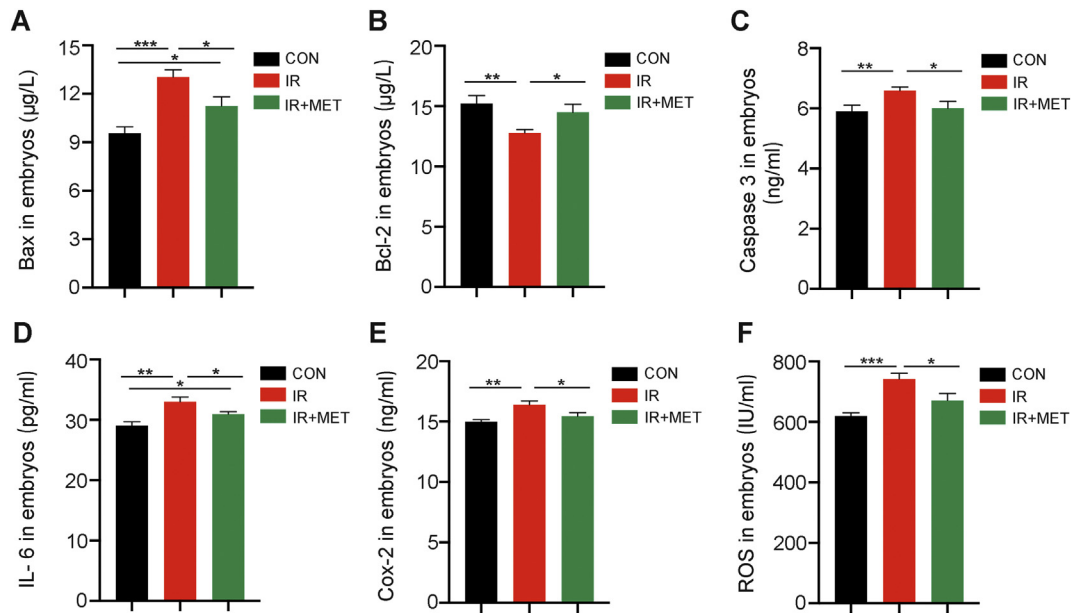 A
Bax in embryos (µg/L)
15
12
9
6
3
0
***
*
*
CON
IR
IR+MET
B
Bcl-2 in embryos (µg/L)
20
15
10
5
0
**
*
CON
IR
IR+MET
C
Caspase 3 in embryos
(ng/ml)
8
6
4
2
0
**
*
CON
IR
IR+MET
D
IL- 6 in embryos (pg/ml)
40
30
20
10
0
**
*
*
CON
IR
IR+MET
E
Cox-2 in embryos (ng/ml)
20
15
10
5
0
**
*
CON
IR
IR+MET
F
ROS in embryos (IU/ml)
800
600
400
200
0
***
*
CON
IR
IR+MET